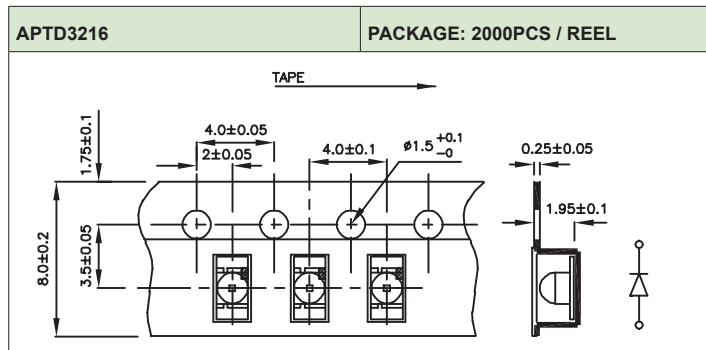 APTD3216
PACKAGE: 2000PCS / REEL
TAPE
1.75±0.1
4.0±0.05
2±0.05
4.0±0.1
ø1.5 +0.1 -0
0.25±0.05
1.95±0.1
8.0±0.2
3.5±0.05